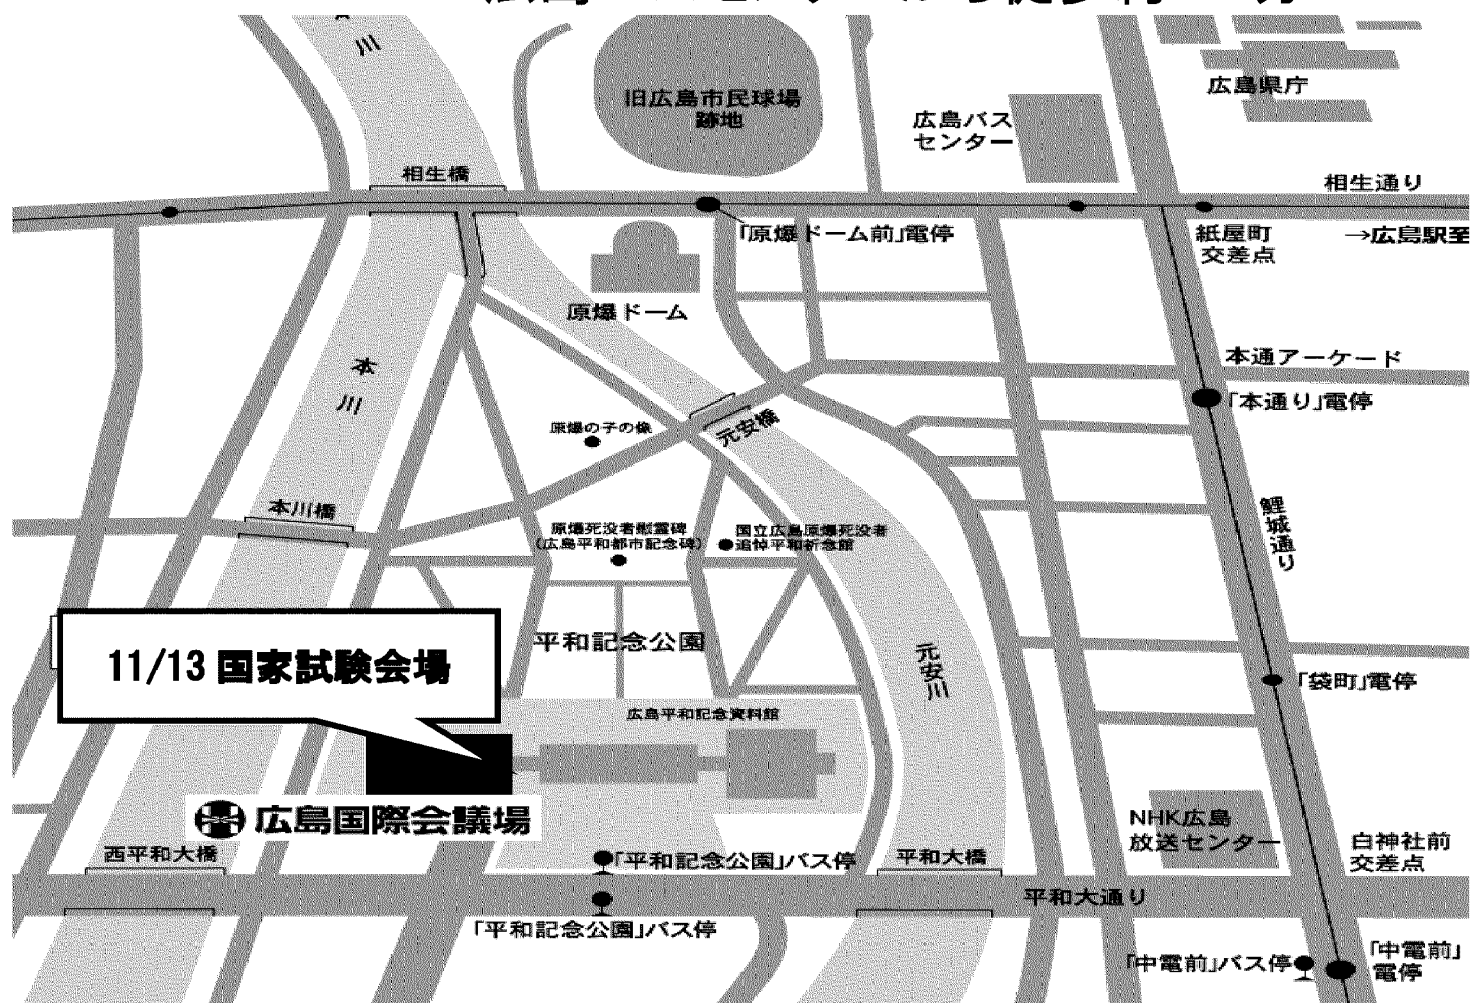 川
旧広島市民球場
跡地
広島県庁
広島バス
センター
相生橋
相生通り
「原爆ドーム前」電停
紙屋町
交差点
→広島駅至
原爆ドーム
本川
本通アーケード
「本通り」電停
原爆の子の像
元安橋
本川橋
原爆死没者慰霊碑
(広島平和都市記念碑)
国立広島原爆死没者
追悼平和祈念館
鯉城通り
11/13 国家試験会場
平和記念公園
元安川
「袋町」電停
広島平和記念資料館
広島国際会議場
NHK広島
放送センター
白神社前
交差点
西平和大橋
「平和記念公園」バス停
平和大橋
平和大通り
「平和記念公園」バス停
「中電前」バス停
「中電前」
電停